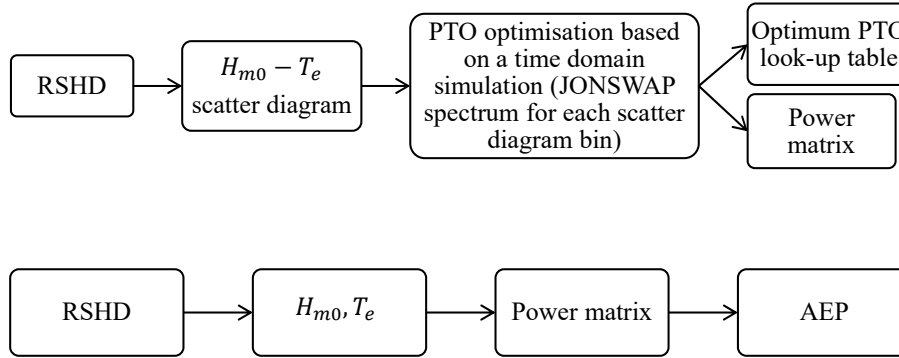 RSHD
H_{m0} − T_e
scatter diagram
PTO optimisation based
on a time domain
simulation (JONSWAP
spectrum for each scatter
diagram bin)
Optimum PTO
look-up table
Power
matrix
RSHD
H_{m0}, T_e
Power matrix
AEP